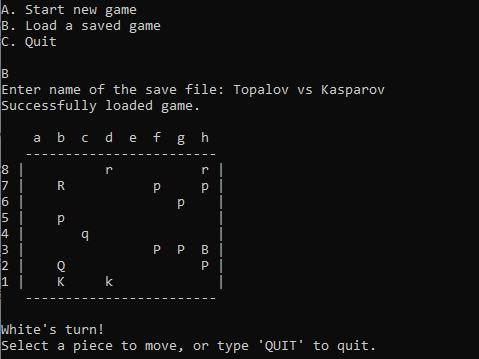 A. Start new game
B. Load a saved game
C. Quit

B
Enter name of the save file: Topalov vs Kasparov
Successfully loaded game.

    a  b  c  d  e  f  g  h
   -------------------------
8 |          r           r |
7 |    R           p     p |
6 |                   p    |
5 |    p                   |
4 |       q                |
3 |                P  P  B |
2 |    Q                 P |
1 |    K     k             |
   -------------------------

White's turn!
Select a piece to move, or type 'QUIT' to quit.